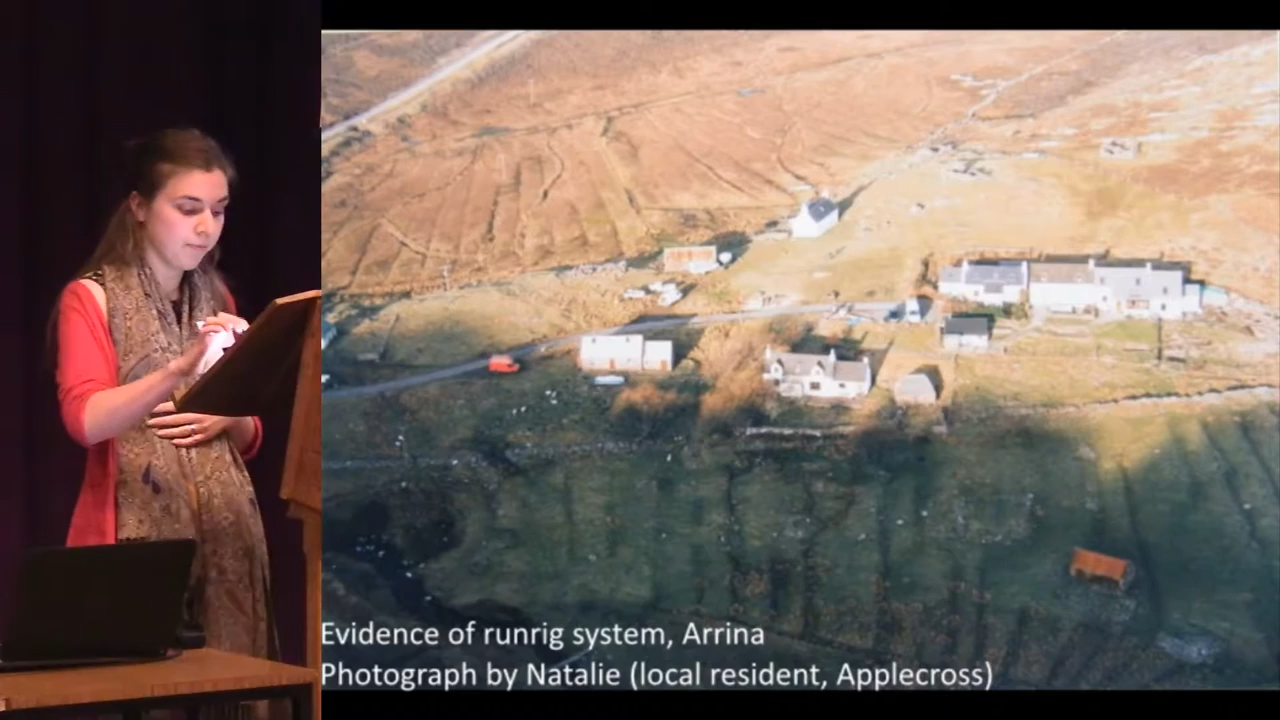 Evidence of runrig system, Arrina
Photograph by Natalie (local resident, Applecross)